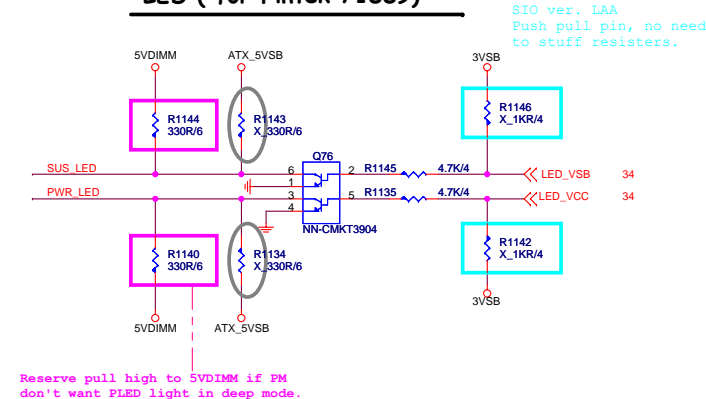 SIO ver. LAA
Push pull pin, no need
to stuff resisters.
5VDIMM
ATX_5VSB
3VSB
R1144
330R/6
R1143
X_330R/6
R1146
X_1KR/4
Q76
SUS_LED
6
2
R1145
4.7K/4
LED_VSB
34
1
PWR_LED
3
5
R1135
4.7K/4
LED_VCC
34
4
NN-CMKT3904
R1140
330R/6
R1134
X_330R/6
R1142
X_1KR/4
3VSB
5VDIMM
ATX_5VSB
Reserve pull high to 5VDIMM if PM
don't want PLED light in deep mode.